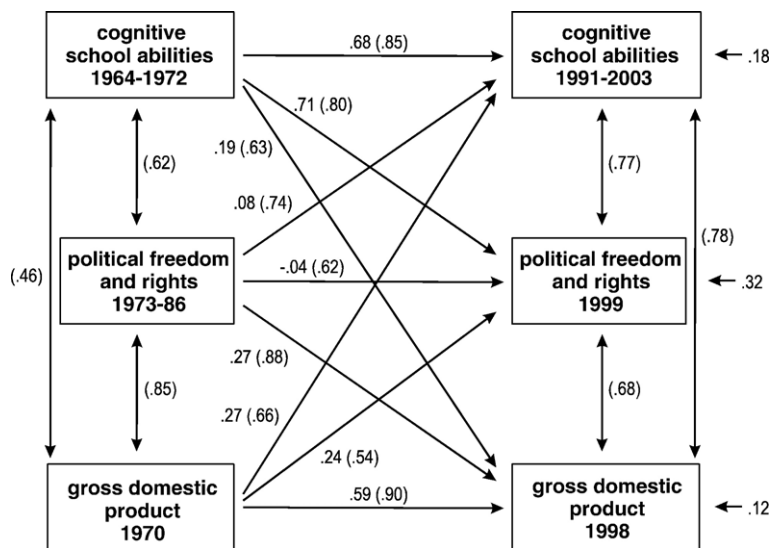 cognitive
school abilities
1964-1972
.68 (.85)
cognitive
school abilities
1991-2003
.18
.71 (.80)
.19 (.63)
(.62)
(.77)
.08 (.74)
(.46)
political freedom
and rights
1973-86
-.04 (.62)
political freedom
and rights
1999
(.78)
.32
.27 (.88)
(.85)
(.68)
.27 (.66)
.24 (.54)
gross domestic
product
1970
.59 (.90)
gross domestic
product
1998
.12